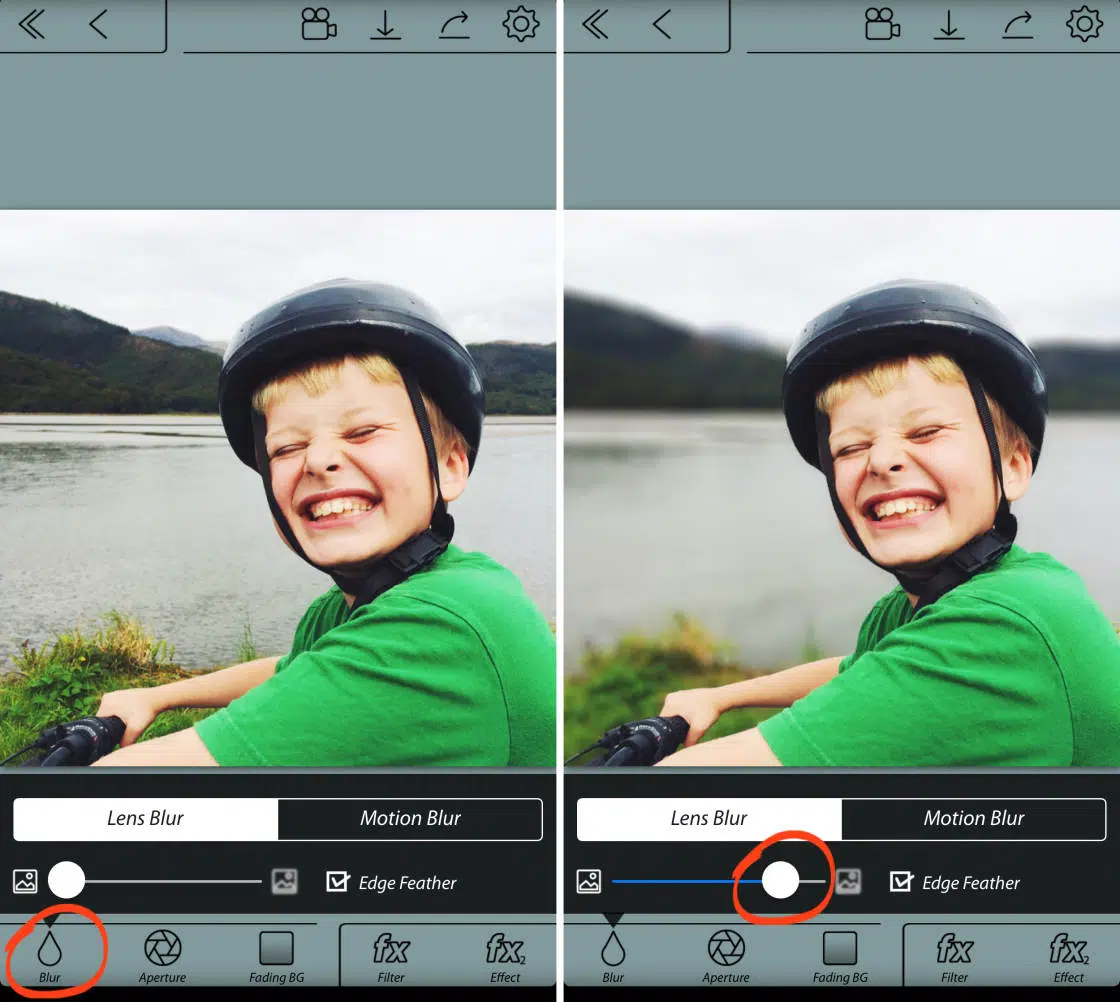 Lens Blur
Motion Blur
Edge Feather
Blur
Aperture
Fading BG
fx
Filter
fx2
Effect
Lens Blur
Motion Blur
Edge Feather
Blur
Aperture
Fading BG
fx
Filter
fx2
Effect